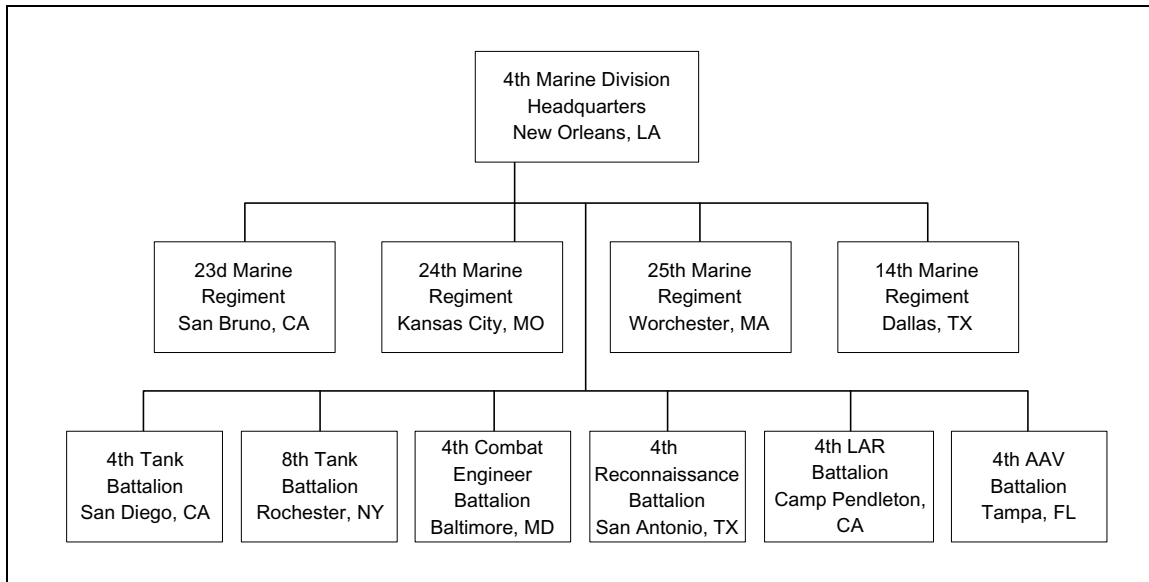 4th Marine Division
Headquarters
New Orleans, LA
23d Marine
Regiment
San Bruno, CA
24th Marine
Regiment
Kansas City, MO
25th Marine
Regiment
Worchester, MA
14th Marine
Regiment
Dallas, TX
4th Tank
Battalion
San Diego, CA
8th Tank
Battalion
Rochester, NY
4th Combat
Engineer
Battalion
Baltimore, MD
4th
Reconnaissance
Battalion
San Antonio, TX
4th LAR
Battalion
Camp Pendleton,
CA
4th AAV
Battalion
Tampa, FL